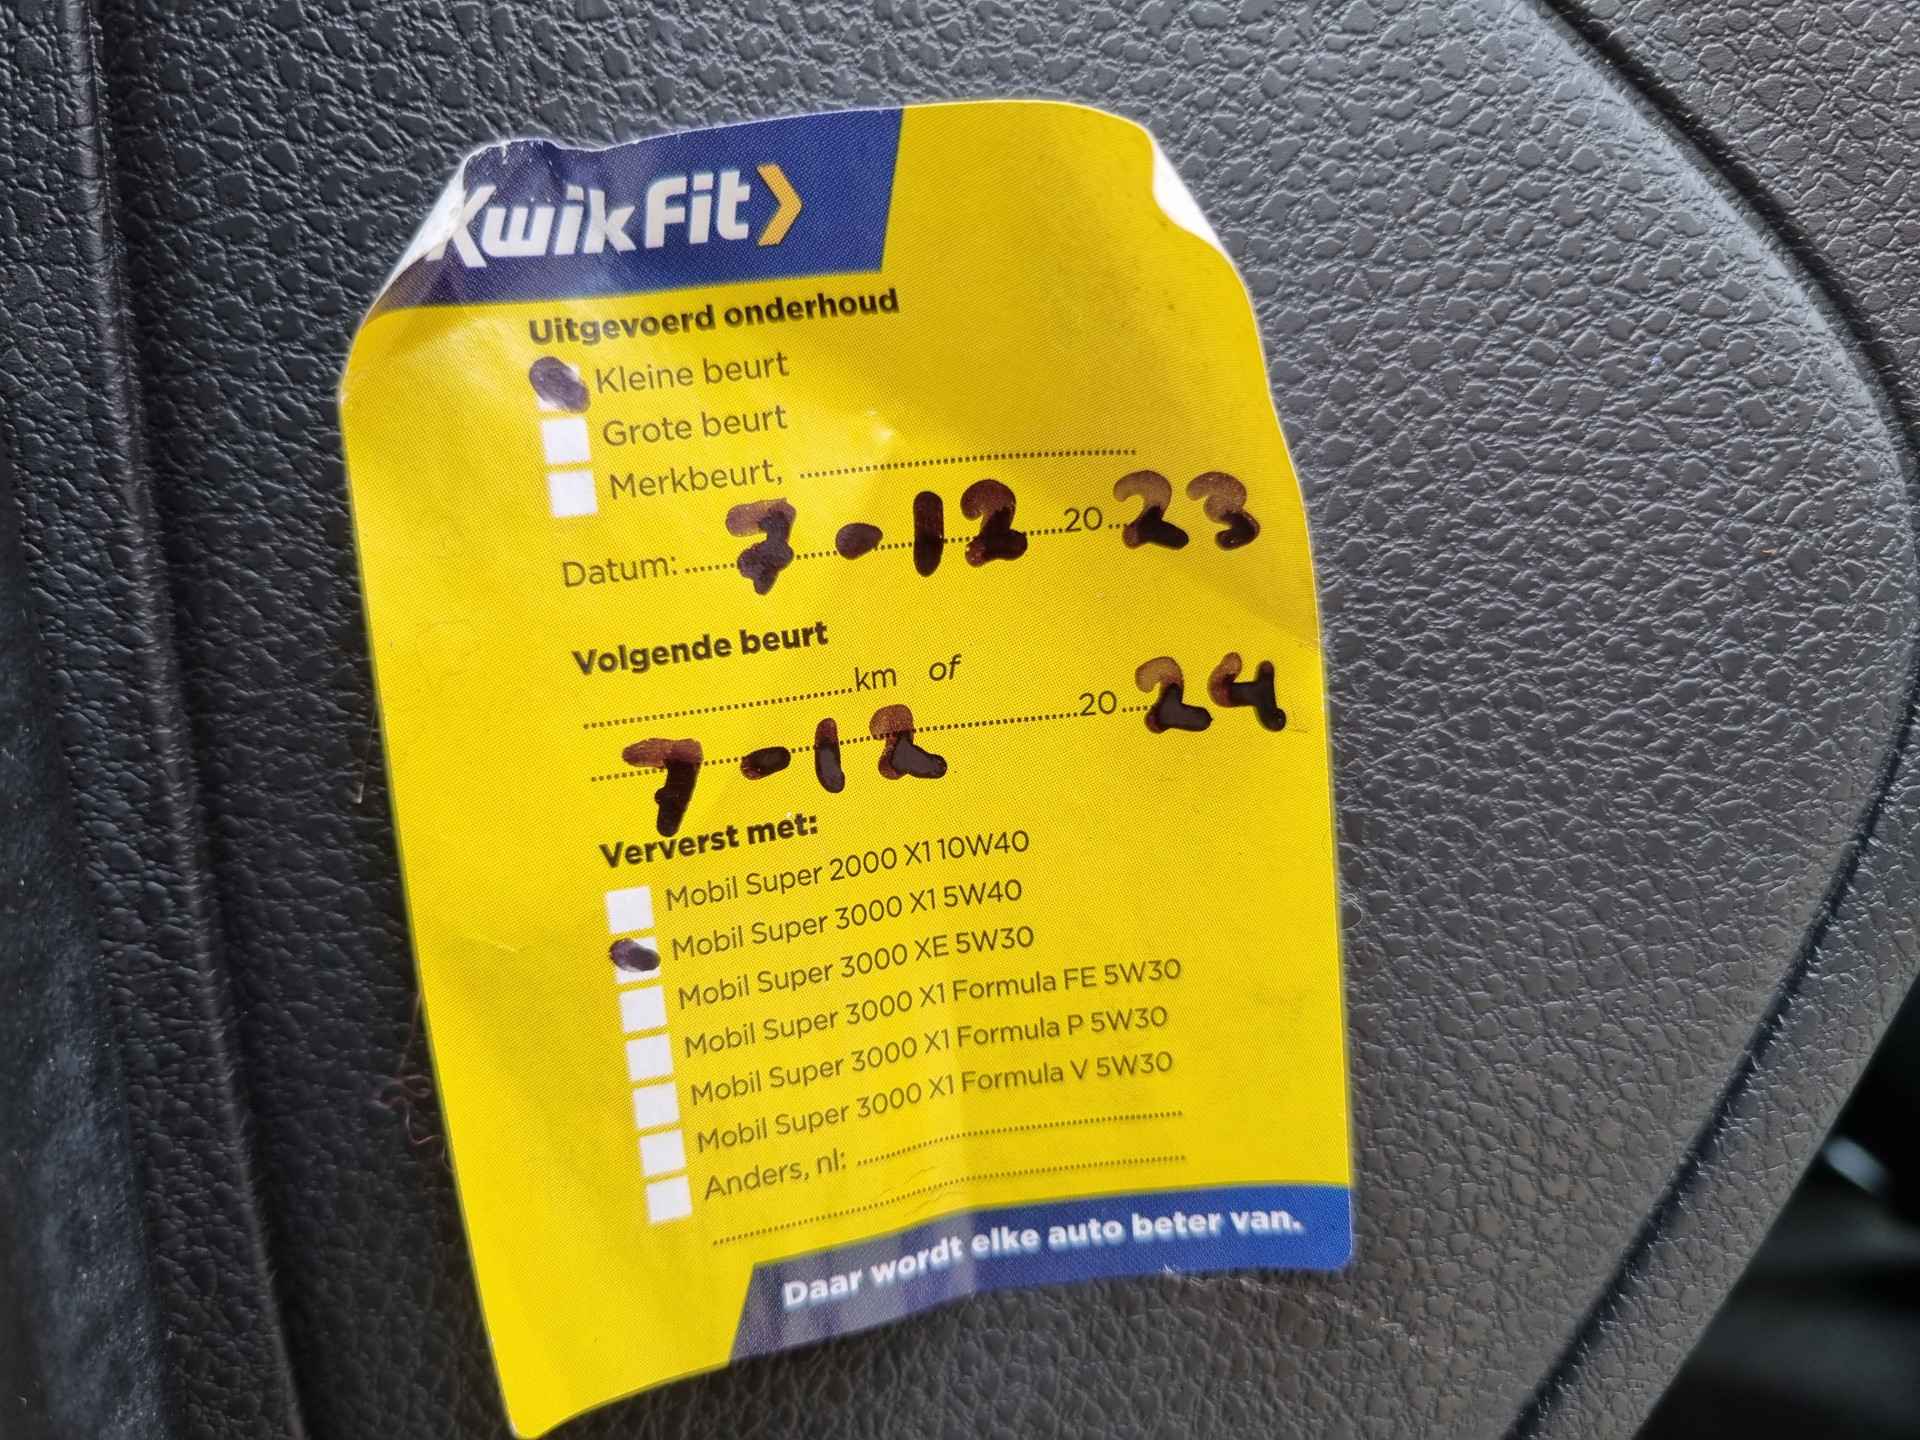 KwikFit
Uitgevoerd onderhoud
Kleine beurt
Grote beurt
Merkbeurt, ..............................
Datum: ....7-12....20..23
Volgende beurt
........................km of
7-12....................20...24
Ververst met:
Mobil Super 2000 X1 10W40
Mobil Super 3000 X1 5W40
Mobil Super 3000 XE 5W30
Mobil Super 3000 X1 Formula FE 5W30
Mobil Super 3000 X1 Formula P 5W30
Mobil Super 3000 X1 Formula V 5W30
Anders, nl: ..............................
Daar wordt elke auto beter van.